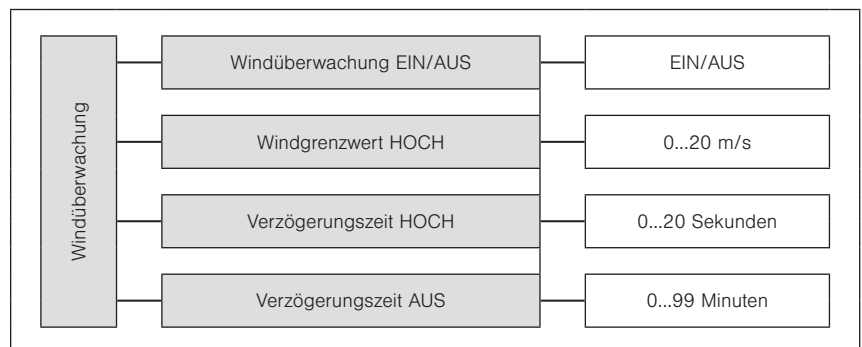 Windüberwachung
Windüberwachung EIN/AUS
EIN/AUS
Windgrenzwert HOCH
0...20 m/s
Verzögerungszeit HOCH
0...20 Sekunden
Verzögerungszeit AUS
0...99 Minuten